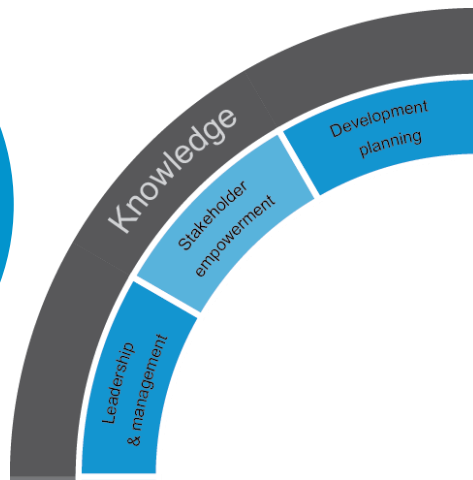 Knowledge
Development
planning
Stakeholder
empowerment
Leadership
& management